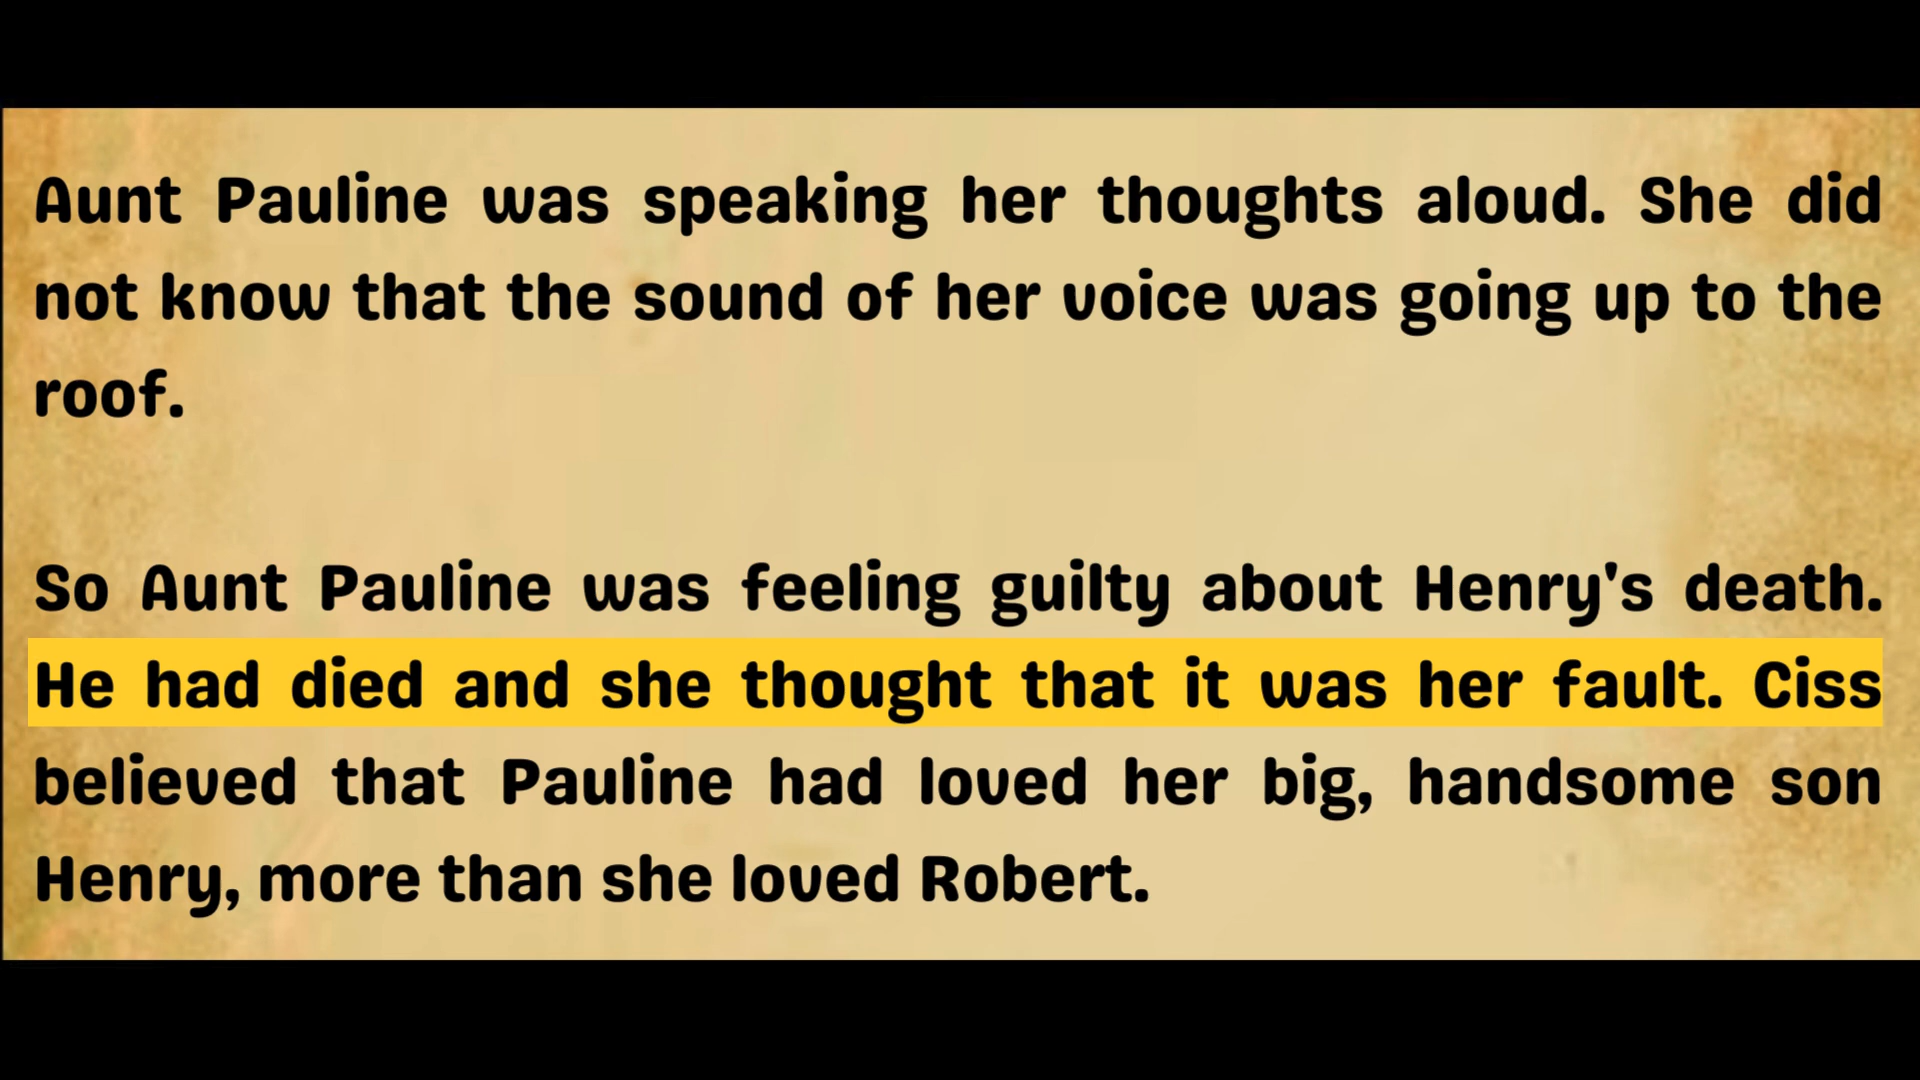 Aunt Pauline was speaking her thoughts aloud. She did
not know that the sound of her voice was going up to the
roof.
So Aunt Pauline was feeling guilty about Henry's death.
He had died and she thought that it was her fault. Ciss
believed that Pauline had loved her big, handsome son
Henry, more than she loved Robert.